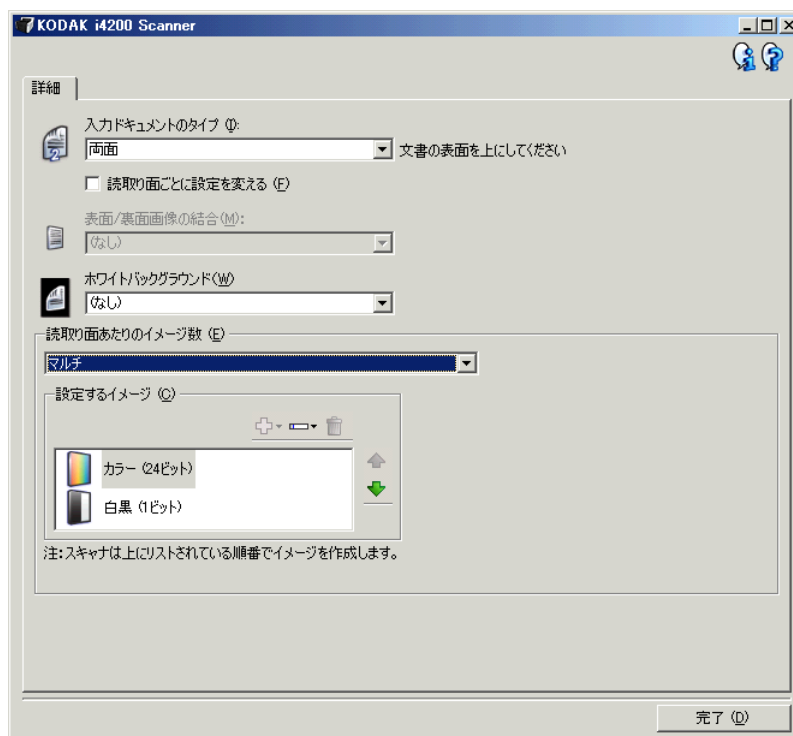 KODAK i4200 Scanner
詳細
入力ドキュメントのタイプ (I):
両面
文書の表面を上にしてください
読取り面ごとに設定を変える (F)
表面/裏面画像の結合(M):
(なし)
ホワイトバックグラウンド(W)
(なし)
読取り面あたりのイメージ数 (E)
マルチ
設定するイメージ (C)
カラー (24ビット)
白黒 (1ビット)
注:スキャナは上にリストされている順番でイメージを作成します。
完了 (D)